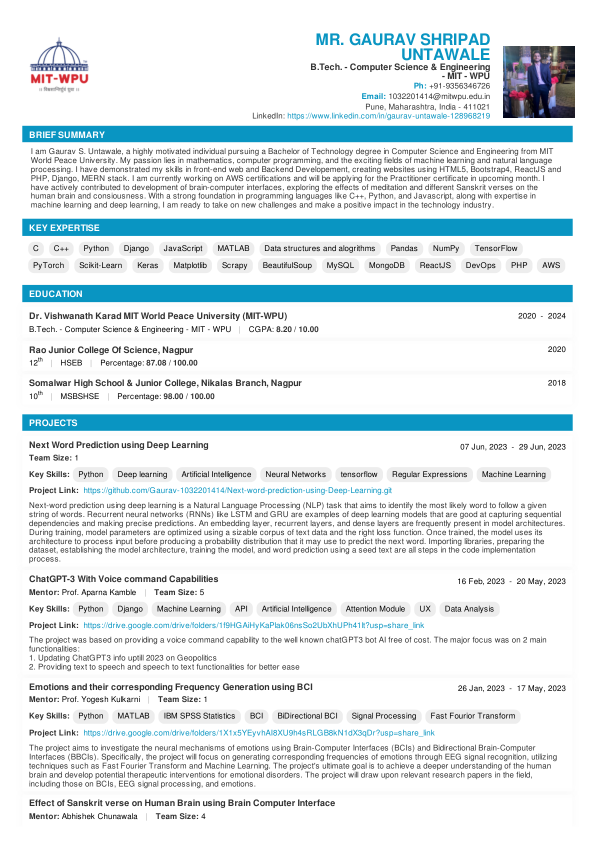 MIT-WPU
|| विश्वशान्तिर्ध्रुवं ध्रुवा ||
MR. GAURAV SHRIPAD
UNTAWALE
B.Tech. - Computer Science & Engineering
- MIT - WPU
Ph: +91-9356346726
Email: 1032201414@mitwpu.edu.in
Pune, Maharashtra, India - 411021
LinkedIn: https://www.linkedin.com/in/gaurav-untawale-128968219
BRIEF SUMMARY
I am Gaurav S. Untawale, a highly motivated individual pursuing a Bachelor of Technology degree in Computer Science and Engineering from MIT
World Peace University. My passion lies in mathematics, computer programming, and the exciting fields of machine learning and natural language
processing. I have demonstrated my skills in front-end web and Backend Developement, creating websites using HTML5, Bootstrap4, ReactJS and
PHP, Django, MERN stack. I am currently working on AWS certifications and will be applying for the Practitioner certificate in upcoming month. I
have actively contributed to development of brain-computer interfaces, exploring the effects of meditation and different Sanskrit verses on the
human brain and consciousness. With a strong foundation in programming languages like C++, Python, and Javascript, along with expertise in
machine learning and deep learning, I am ready to take on new challenges and make a positive impact in the technology industry.
KEY EXPERTISE
C C++ Python Django JavaScript MATLAB Data structures and alogrithms Pandas NumPy TensorFlow
PyTorch Scikit-Learn Keras Matplotlib Scrapy BeautifulSoup MySQL MongoDB ReactJS DevOps PHP AWS
EDUCATION
Dr. Vishwanath Karad MIT World Peace University (MIT-WPU) 2020 - 2024
B.Tech. - Computer Science & Engineering - MIT - WPU | CGPA: 8.20 / 10.00
Rao Junior College Of Science, Nagpur 2020
12th | HSEB | Percentage: 87.08 / 100.00
Somalwar High School & Junior College, Nikalas Branch, Nagpur 2018
10th | MSBSHSE | Percentage: 98.00 / 100.00
PROJECTS
Next Word Prediction using Deep Learning 07 Jun, 2023 - 29 Jun, 2023
Team Size: 1
Key Skills: Python Deep learning Artificial Intelligence Neural Networks tensorflow Regular Expressions Machine Learning
Project Link: https://github.com/Gaurav-1032201414/Next-word-prediction-using-Deep-Learning.git
Next-word prediction using deep learning is a Natural Language Processing (NLP) task that aims to identify the most likely word to follow a given
string of words. Recurrent neural networks (RNNs) like LSTM and GRU are examples of deep learning models that are good at capturing sequential
dependencies and making precise predictions. An embedding layer, recurrent layers, and dense layers are frequently present in model architectures.
During training, model parameters are optimized using a sizable corpus of text data and the right loss function. Once trained, the model uses its
architecture to process input before producing a probability distribution that it may use to predict the next word. Importing libraries, preparing the
dataset, establishing the model architecture, training the model, and word prediction using a seed text are all steps in the code implementation
process.
ChatGPT-3 With Voice command Capabilities 16 Feb, 2023 - 20 May, 2023
Mentor: Prof. Aparna Kamble | Team Size: 5
Key Skills: Python Django Machine Learning API Artificial Intelligence Attention Module UX Data Analysis
Project Link: https://drive.google.com/drive/folders/1f9HGAiHyKaPlak06nsSo2UbXhUPh41lt?usp=share_link
The project was based on providing a voice command capability to the well known chatGPT3 bot AI free of cost. The major focus was on 2 main
functionalities:
1. Updating ChatGPT3 info uptill 2023 on Geopolitics
2. Providing text to speech and speech to text functionalities for better ease
Emotions and their corresponding Frequency Generation using BCI 26 Jan, 2023 - 17 May, 2023
Mentor: Prof. Yogesh Kulkarni | Team Size: 1
Key Skills: Python MATLAB IBM SPSS Statistics BCI BiDirectional BCI Signal Processing Fast Fourior Transform
Project Link: https://drive.google.com/drive/folders/1X1x5YEyvhAI8XU9h4sRLGB8kN1dX3qDr?usp=share_link
The project aims to investigate the neural mechanisms of emotions using Brain-Computer Interfaces (BCIs) and Bidirectional Brain-Computer
Interfaces (BBCIs). Specifically, the project will focus on generating corresponding frequencies of emotions through EEG signal recognition, utilizing
techniques such as Fast Fourier Transform and Machine Learning. The project's ultimate goal is to achieve a deeper understanding of the human
brain and develop potential therapeutic interventions for emotional disorders. The project will draw upon relevant research papers in the field,
including those on BCIs, EEG signal processing, and emotions.
Effect of Sanskrit verse on Human Brain using Brain Computer Interface
Mentor: Abhishek Chunawala | Team Size: 4